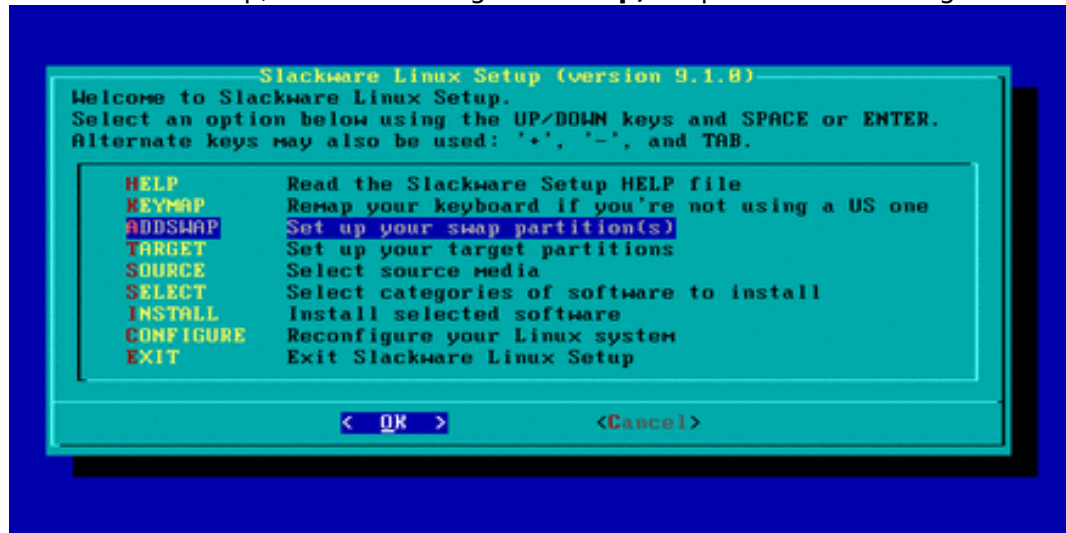 Slackware Linux Setup (version 9.1.0)
Welcome to Slackware Linux Setup.
Select an option below using the UP/DOWN keys and SPACE or ENTER.
Alternate keys may also be used: '+', '-', and TAB.
HELP Read the Slackware Setup HELP file
KEYMAP Remap your keyboard if you're not using a US one
ADDSWAP Set up your swap partition(s)
TARGET Set up your target partitions
SOURCE Select source media
SELECT Select categories of software to install
INSTALL Install selected software
CONFIGURE Reconfigure your Linux system
EXIT Exit Slackware Linux Setup
< OK > <Cancel>